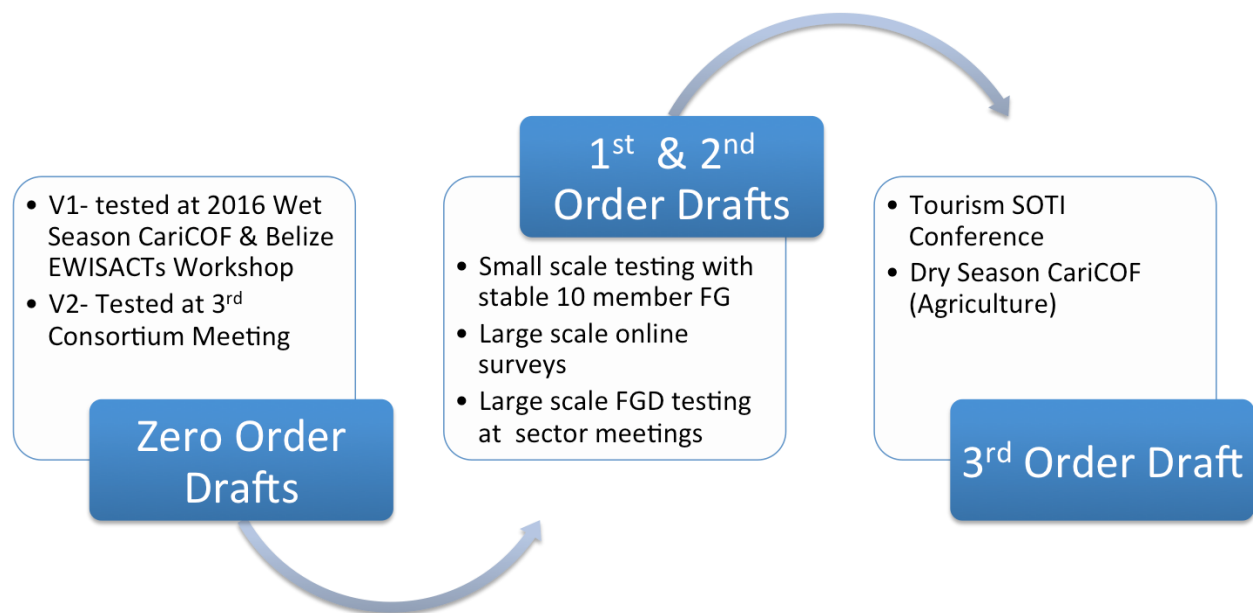 • V1- tested at 2016 Wet
Season CariCOF & Belize
EWISACTs Workshop
• V2- Tested at 3rd
Consortium Meeting
Zero Order
Drafts
1st & 2nd
Order Drafts
• Small scale testing with
stable 10 member FG
• Large scale online
surveys
• Large scale FGD testing
at sector meetings
• Tourism SOTI
Conference
• Dry Season CariCOF
(Agriculture)
3rd Order Draft